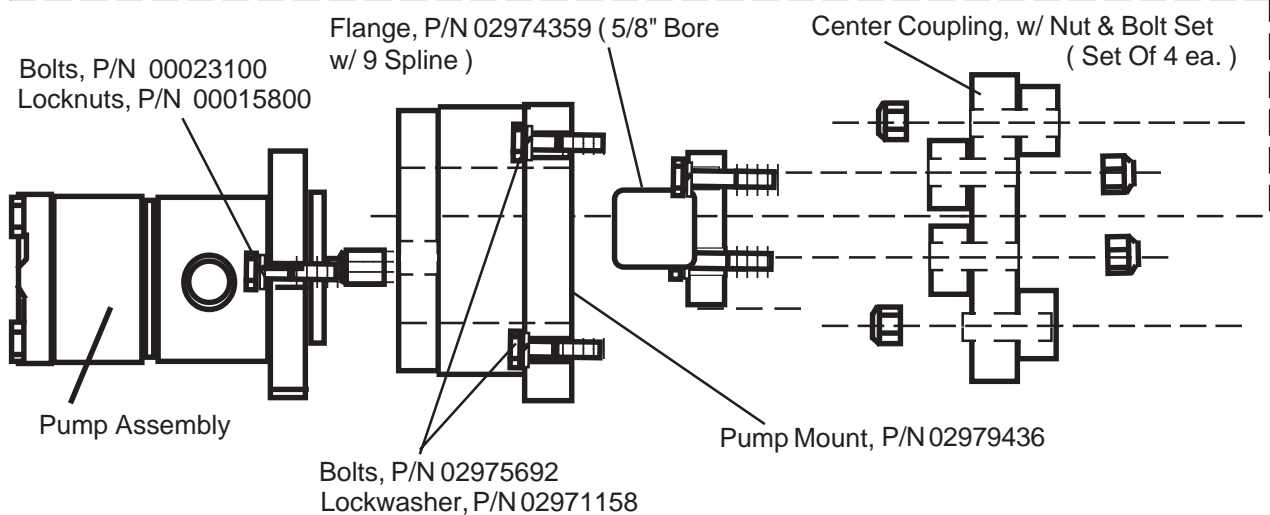 Flange, P/N 02974359 ( 5/8" Bore
w/ 9 Spline )
Center Coupling, w/ Nut & Bolt Set
( Set Of 4 ea. )
Bolts, P/N 00023100
Locknuts, P/N 00015800
Pump Assembly
Pump Mount, P/N 02979436
Bolts, P/N 02975692
Lockwasher, P/N 02971158